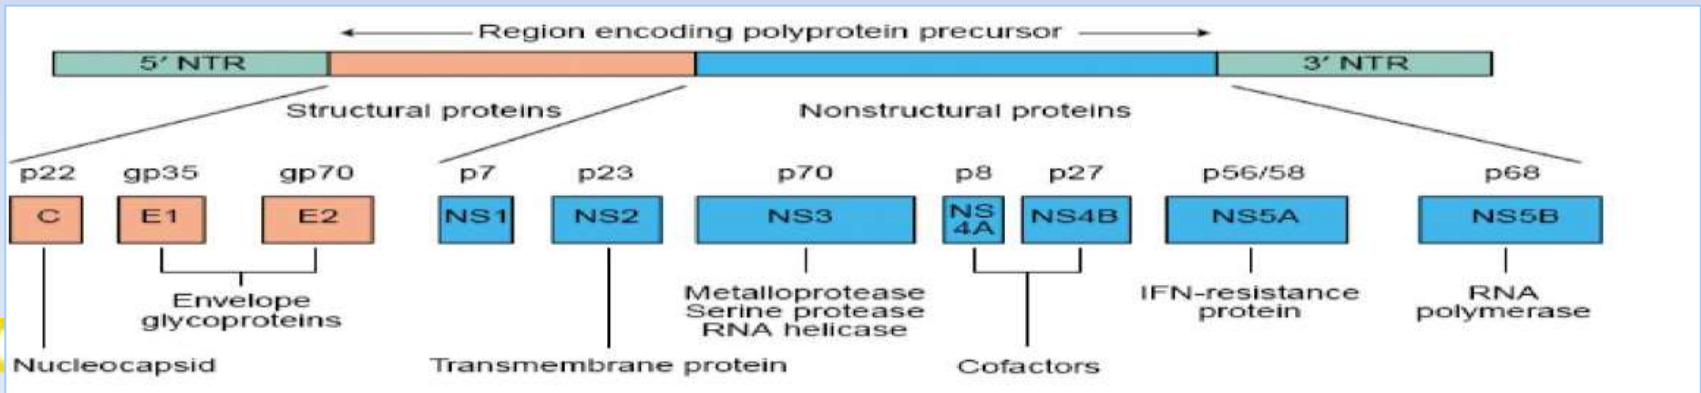 Region encoding polyprotein precursor
5′ NTR
3′ NTR
Structural proteins
Nonstructural proteins
p22 gp35 gp70 p7 p23 p70 p8 p27 p56/58 p68
C E1 E2 NS1 NS2 NS3 NS 4A NS4B NS5A NS5B
Envelope
glycoproteins
Metalloprotease
Serine protease
RNA helicase
IFN-resistance
protein
RNA
polymerase
Nucleocapsid
Transmembrane protein
Cofactors